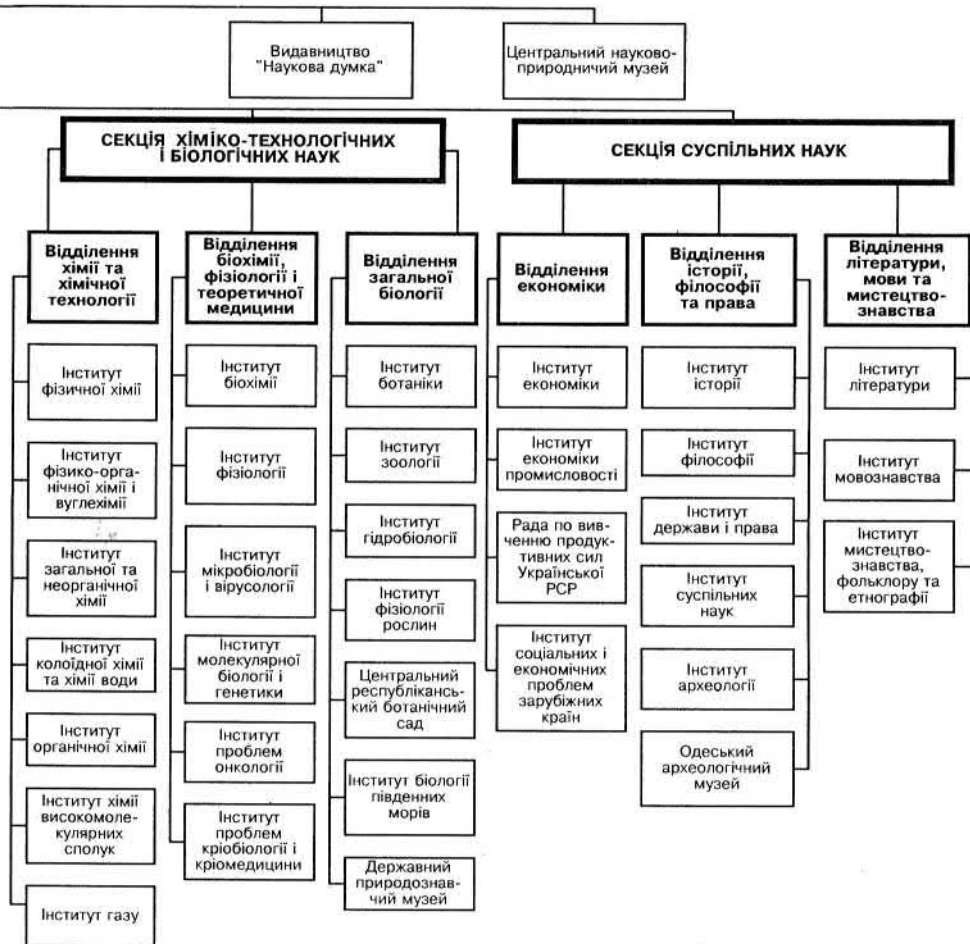 Видавництво
"Наукова думка"
Центральний науково-
природничий музей
СЕКЦІЯ ХІМІКО-ТЕХНОЛОГІЧНИХ
І БІОЛОГІЧНИХ НАУК
СЕКЦІЯ СУСПІЛЬНИХ НАУК
Відділення
хімії та
хімічної
технології
Інститут
фізичної хімії
Інститут
фізико-орга-
нічної хімії і
вуглехімії
Інститут
загальної та
неорганічної
хімії
Інститут
колоїдної хімії
та хімії води
Інститут
органічної хімії
Інститут хімії
високомоле-
кулярних
сполук
Інститут газу
Відділення
біохімії,
фізіології і
теоретичної
медицини
Інститут
біохімії
Інститут
фізіології
Інститут
мікробіології
і вірусології
Інститут
молекулярної
біології і
генетики
Інститут
проблем
онкології
Інститут
проблем
кріобіології і
кріомедицини
Відділення
загальної
біології
Інститут
ботаніки
Інститут
зоології
Інститут
гідробіології
Інститут
фізіології
рослин
Центральний
республікансь-
кий ботанічний
сад
Інститут біології
південних
морів
Державний
природознав-
чий музей
Відділення
економіки
Інститут
економіки
Інститут
економіки
промисловості
Рада по вив-
ченню продук-
тивних сил
Української
РСР
Інститут
соціальних і
економічних
проблем
зарубіжних
країн
Відділення
історії,
філософії
та права
Інститут
історії
Інститут
філософії
Інститут
держави і права
Інститут
суспільних
наук
Інститут
археології
Одеський
археологічний
музей
Відділення
літератури,
мови та
мистецтво-
знавства
Інститут
літератури
Інститут
мовознавства
Інститут
мистецтво-
знавства,
фольклору та
етнографії